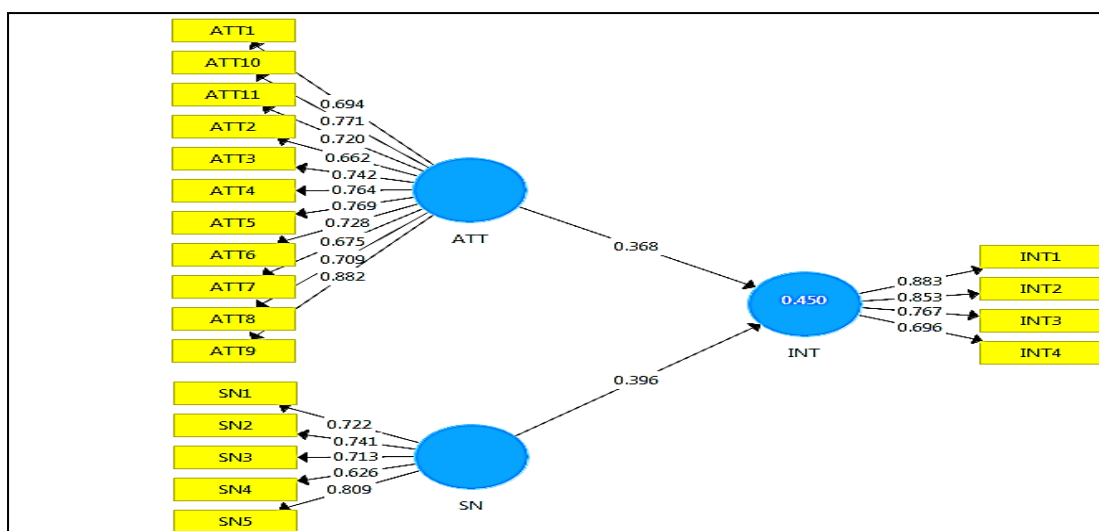 ATT1
ATT10
ATT11
ATT2
ATT3
ATT4
ATT5
ATT6
ATT7
ATT8
ATT9
0.694
0.771
0.720
0.662
0.742
0.764
0.769
0.728
0.675
0.709
0.882
ATT
SN1
SN2
SN3
SN4
SN5
0.722
0.741
0.713
0.626
0.809
SN
0.368
0.396
0.450
INT
0.883
0.853
0.767
0.696
INT1
INT2
INT3
INT4